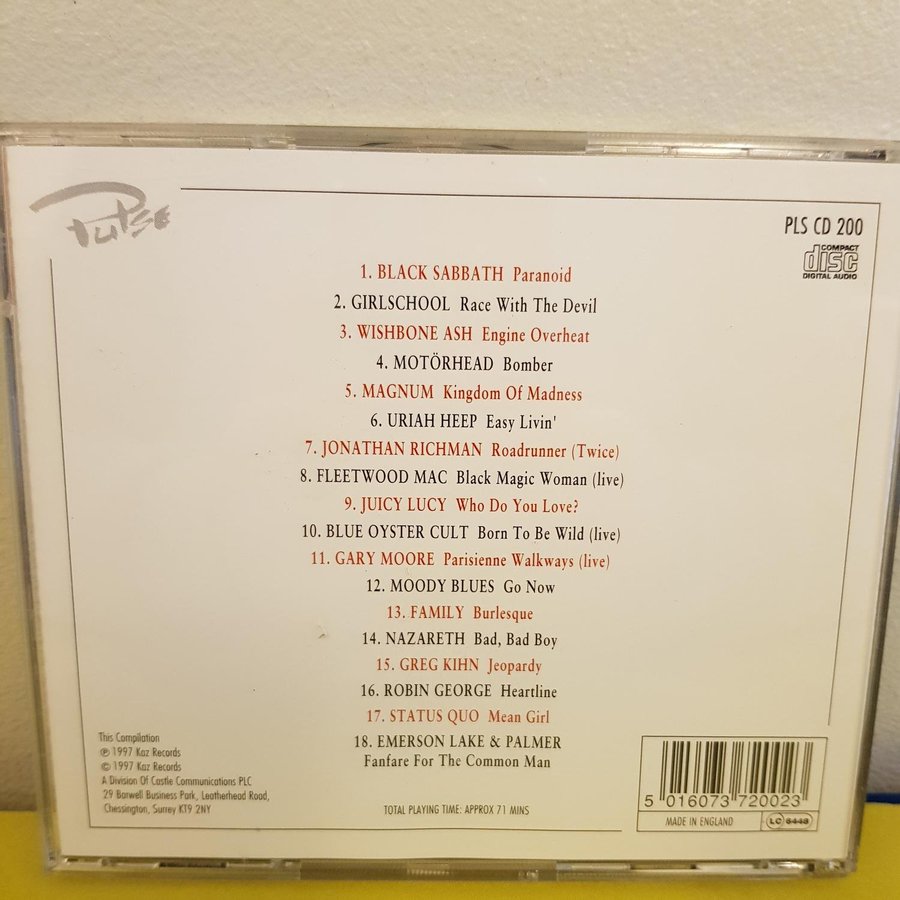 Pulse
PLS CD 200
COMPACT
disc
DIGITAL AUDIO
1. BLACK SABBATH Paranoid
2. GIRLSCHOOL Race With The Devil
3. WISHBONE ASH Engine Overheat
4. MOTÖRHEAD Bomber
5. MAGNUM Kingdom Of Madness
6. URIAH HEEP Easy Livin'
7. JONATHAN RICHMAN Roadrunner (Twice)
8. FLEETWOOD MAC Black Magic Woman (live)
9. JUICY LUCY Who Do You Love?
10. BLUE OYSTER CULT Born To Be Wild (live)
11. GARY MOORE Parisienne Walkways (live)
12. MOODY BLUES Go Now
13. FAMILY Burlesque
14. NAZARETH Bad, Bad Boy
15. GREG KIHN Jeopardy
16. ROBIN GEORGE Heartline
17. STATUS QUO Mean Girl
18. EMERSON LAKE & PALMER
Fanfare For The Common Man
This Compilation
℗ 1997 Kaz Records
© 1997 Kaz Records
A Division Of Castle Communications PLC
29 Barwell Business Park, Leatherhead Road,
Chessington, Surrey KT9 2NY
TOTAL PLAYING TIME: APPROX 71 MINS
5 016073 720023
MADE IN ENGLAND
LC 6448